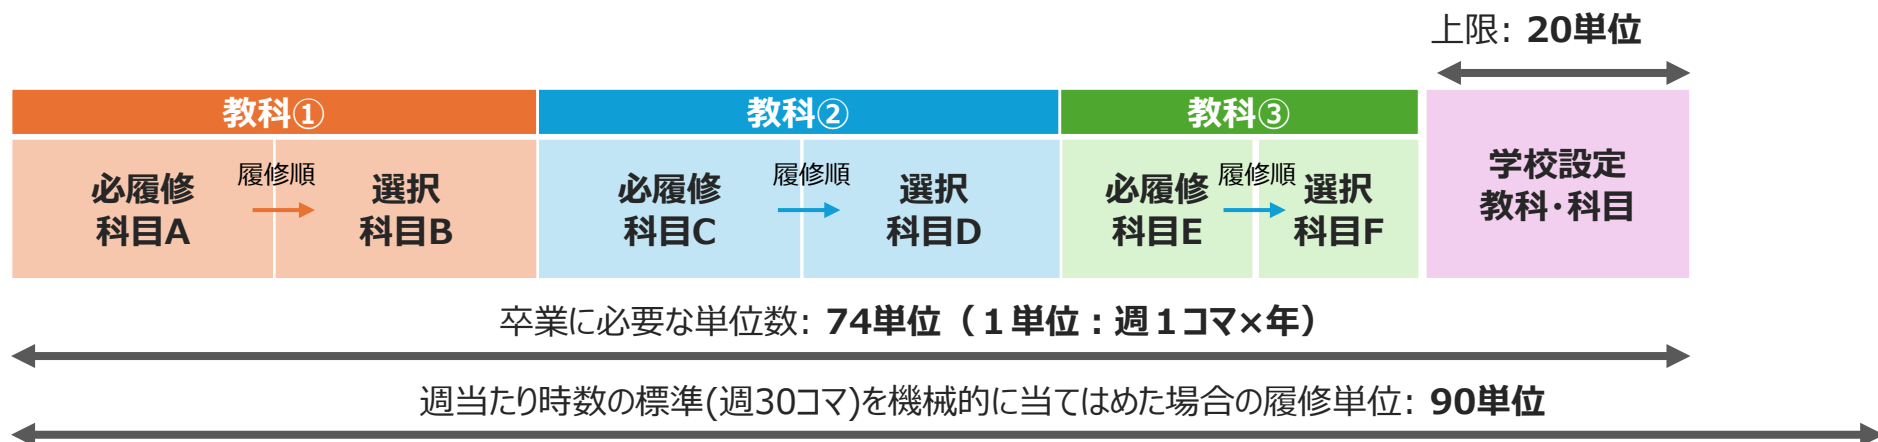 上限: 20単位
教科①
教科②
教科③
必履修
科目A
履修順
選択
科目B
必履修
科目C
履修順
選択
科目D
必履修
科目E
履修順
選択
科目F
学校設定
教科・科目
卒業に必要な単位数: 74単位（１単位：週１コマ×年）
週当たり時数の標準(週30コマ)を機械的に当てはめた場合の履修単位: 90単位